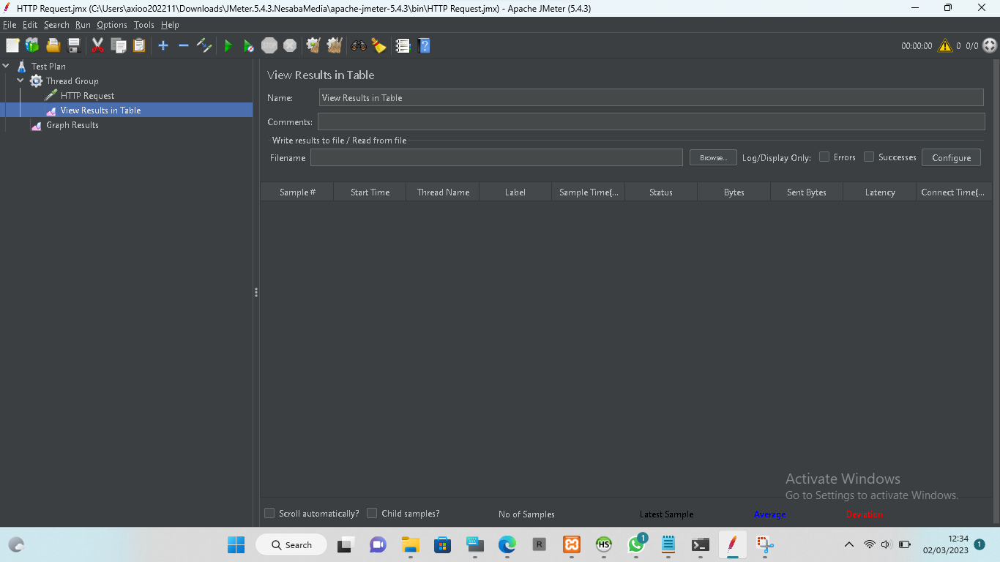 HTTP Request.jmx (C:\Users\axioo202211\Downloads\JMeter.5.4.3.NesabaMedia\apache-jmeter-5.4.3\bin\HTTP Request.jmx) - Apache JMeter (5.4.3)
File Edit Search Run Options Tools Help
STOP 00:00:00 0 0/0
Test Plan
Thread Group
HTTP Request
View Results in Table
Graph Results
View Results in Table
Name: View Results in Table
Comments:
Write results to file / Read from file
Filename Browse... Log/Display Only: Errors Successes Configure
Sample # Start Time Thread Name Label Sample Time(... Status Bytes Sent Bytes Latency Connect Time(...
Activate Windows
Go to Settings to activate Windows.
Scroll automatically? Child samples? No of Samples Latest Sample Average Deviation
Search R HS 1 12:34 1
02/03/2023